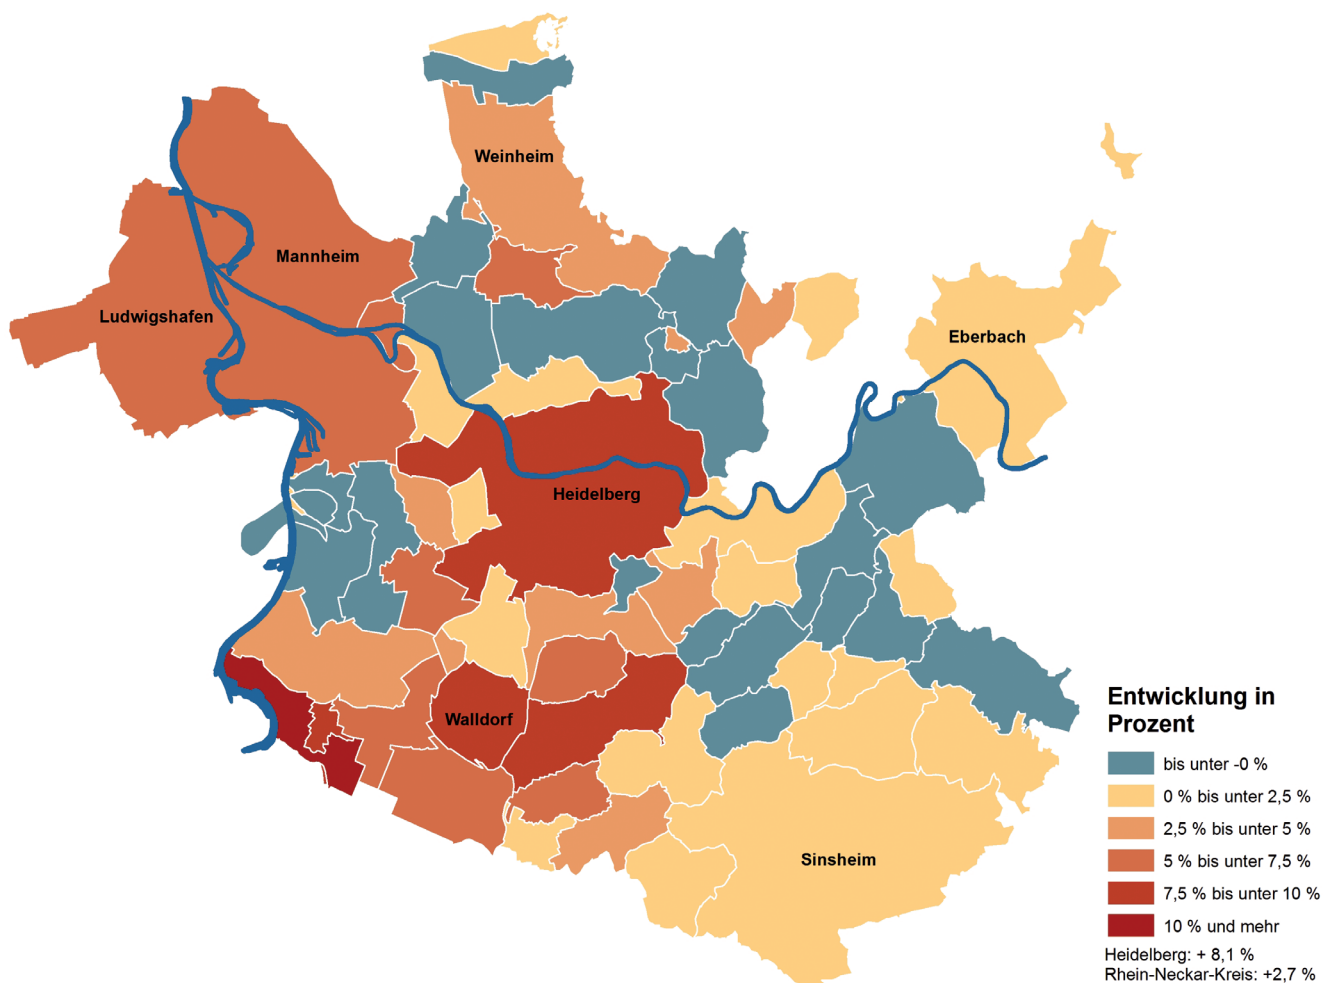 Weinheim
Mannheim
Ludwigshafen
Eberbach
Heidelberg
Walldorf
Sinsheim
Entwicklung in
Prozent
bis unter -0 %
0 % bis unter 2,5 %
2,5 % bis unter 5 %
5 % bis unter 7,5 %
7,5 % bis unter 10 %
10 % und mehr
Heidelberg: + 8,1 %
Rhein-Neckar-Kreis: +2,7 %